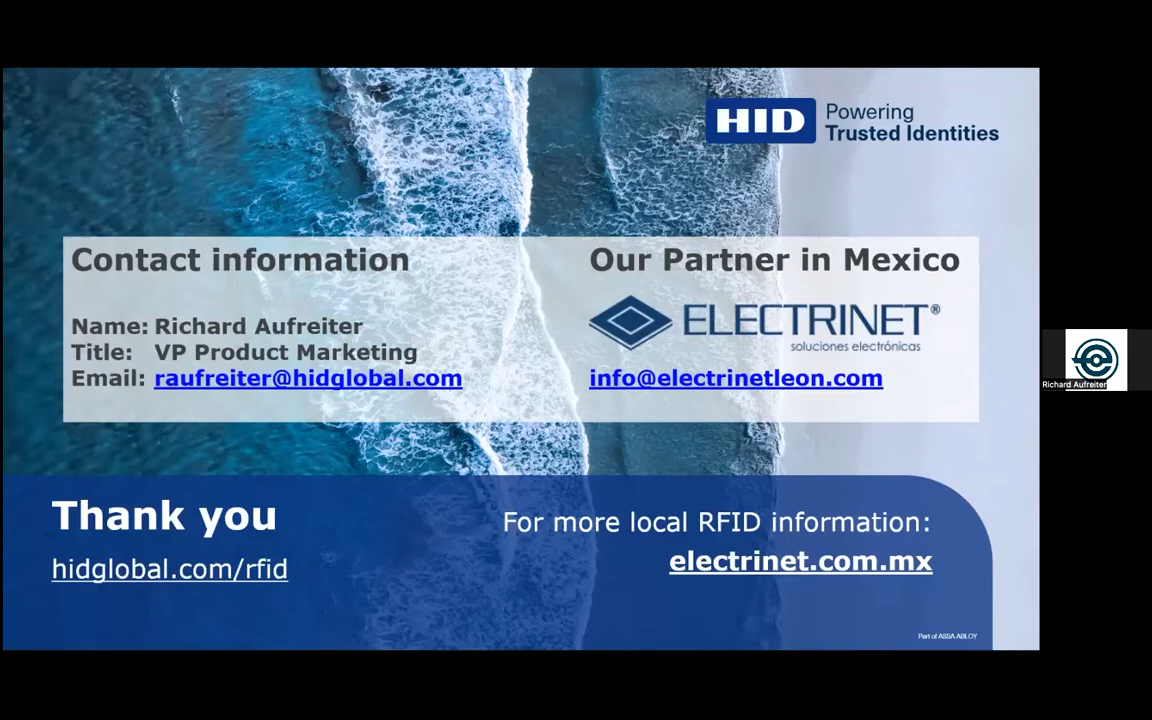 HID Powering
Trusted Identities
Contact information
Name: Richard Aufreiter
Title: VP Product Marketing
Email: raufreiter@hidglobal.com
Our Partner in Mexico
ELECTRINET®
soluciones electrónicas
info@electrinetleon.com
Richard Aufreiter
Thank you
hidglobal.com/rfid
For more local RFID information:
electrinet.com.mx
Part of ASSA ABLOY